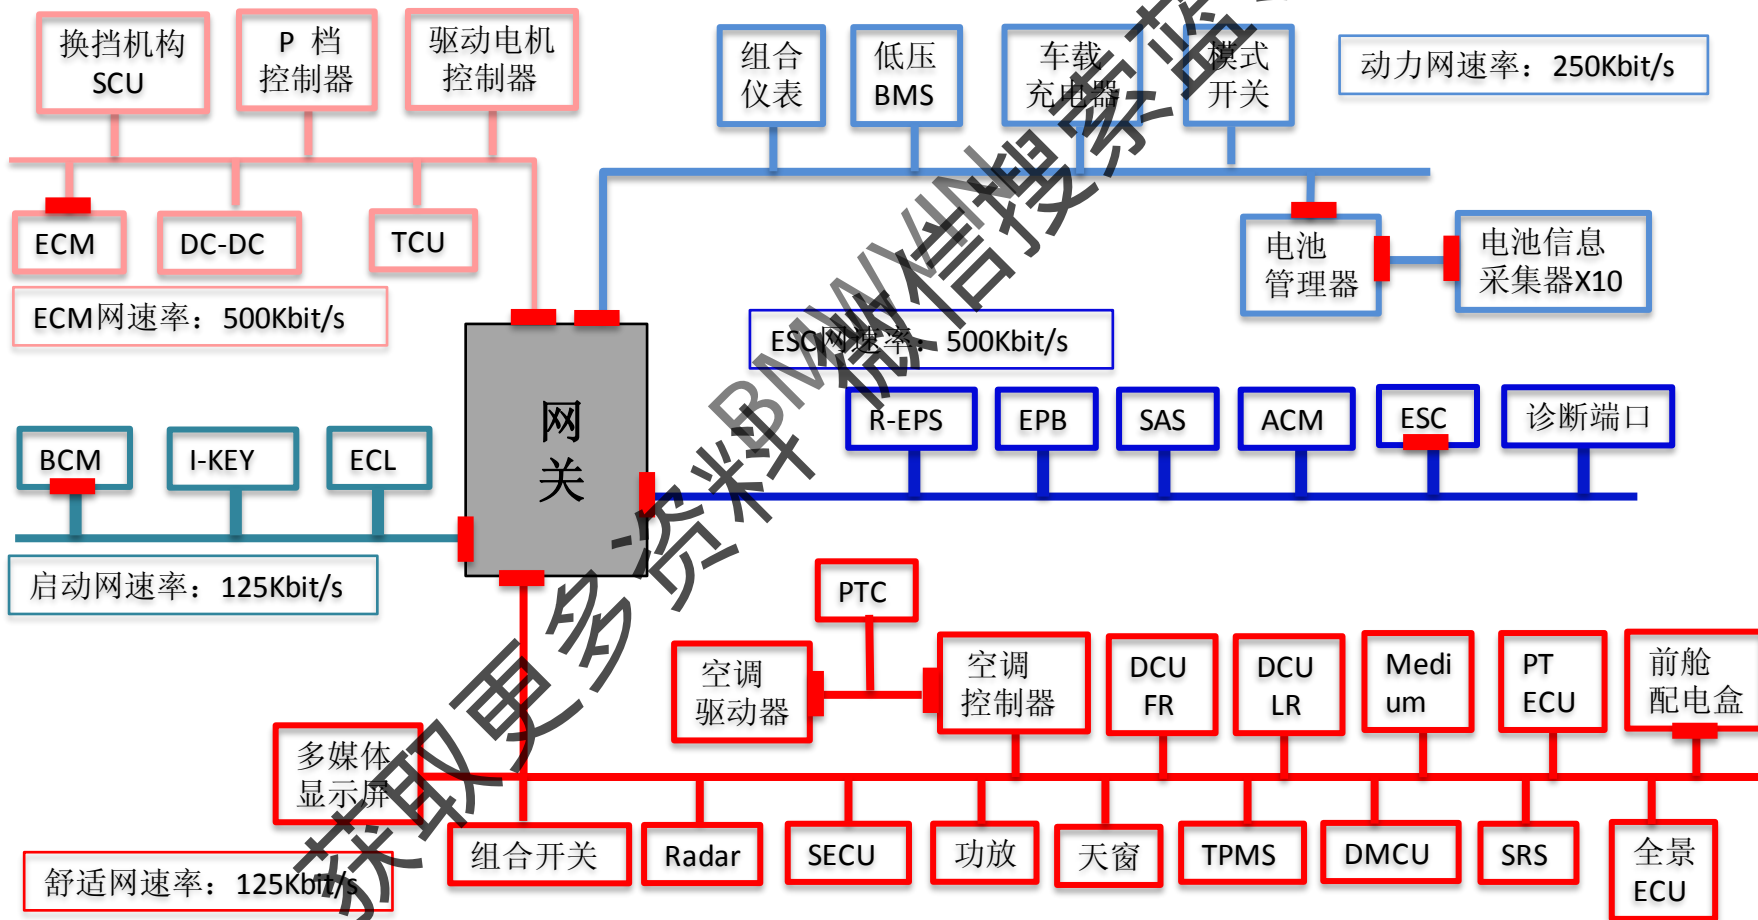 换挡机构
SCU
P 档
控制器
驱动电机
控制器
ECM
DC-DC
TCU
ECM网速率：500Kbit/s
组合
仪表
低压
BMS
车载
充电器
模式
开关
动力网速率：250Kbit/s
电池
管理器
电池信息
采集器X10
网
关
ESC网速率：500Kbit/s
R-EPS
EPB
SAS
ACM
ESC
诊断端口
BCM
I-KEY
ECL
启动网速率：125Kbit/s
PTC
空调
驱动器
空调
控制器
DCU
FR
DCU
LR
Medi
um
PT
ECU
前舱
配电盒
多媒体
显示屏
组合开关
Radar
SECU
功放
天窗
TPMS
DMCU
SRS
全景
ECU
舒适网速率：125Kbit/s
获取更多资料 微信搜索蓝